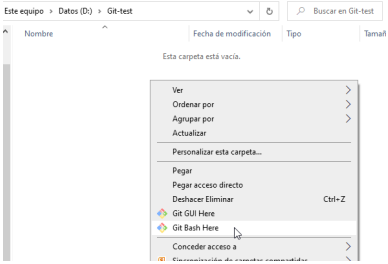 Este equipo > Datos (D:) > Git-test
Buscar en Git-test
Nombre
Fecha de modificación
Tipo
Tamañ
Esta carpeta está vacía.
Ver
Ordenar por
Agrupar por
Actualizar
Personalizar esta carpeta...
Pegar
Pegar acceso directo
Deshacer Eliminar Ctrl+Z
Git GUI Here
Git Bash Here
Conceder acceso a
Sincronización de carpetas compartidas